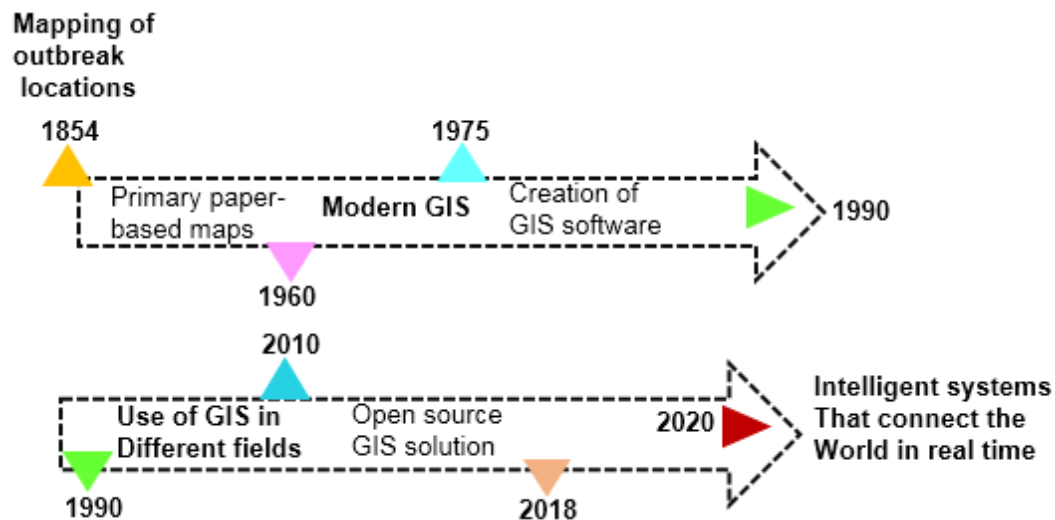 Mapping of
outbreak
locations
1854
1975
Primary paper-
based maps
Modern GIS
Creation of
GIS software
1990
1960
2010
Use of GIS in
Different fields
Open source
GIS solution
2020
Intelligent systems
That connect the
World in real time
1990
2018